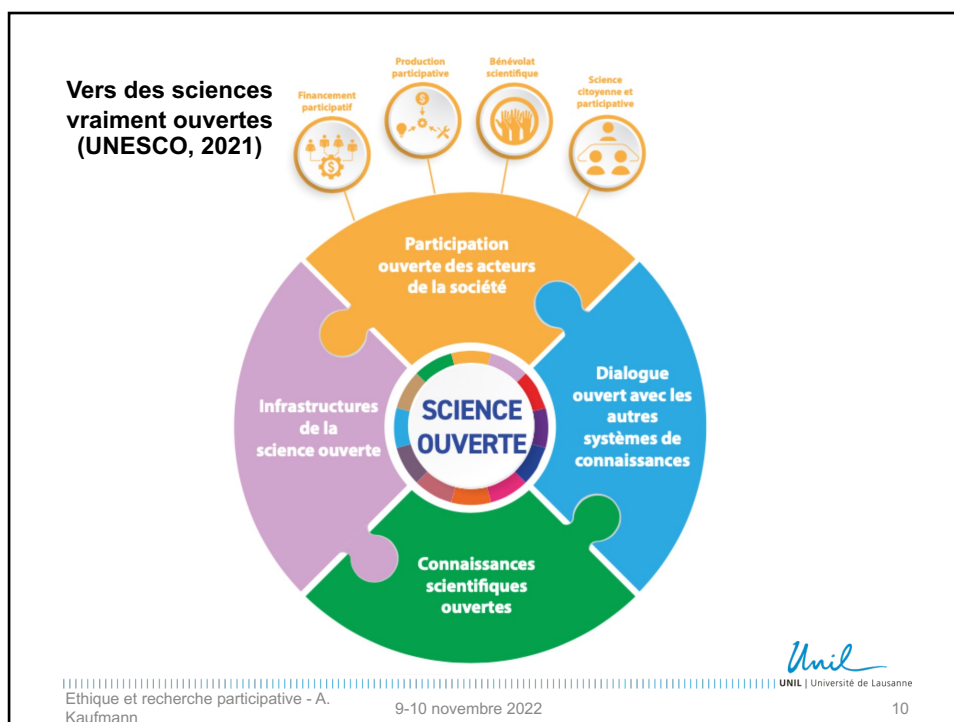 Vers des sciences
vraiment ouvertes
(UNESCO, 2021)
Financement
participatif
Production
participative
Bénévolat
scientifique
Science
citoyenne et
participative
Participation
ouverte des acteurs
de la société
Infrastructures
de la
science ouverte
SCIENCE
OUVERTE
Dialogue
ouvert avec les
autres
systèmes de
connaissances
Connaissances
scientifiques
ouvertes
Unil
UNIL | Université de Lausanne
Ethique et recherche participative - A.
Kaufmann
9-10 novembre 2022
10